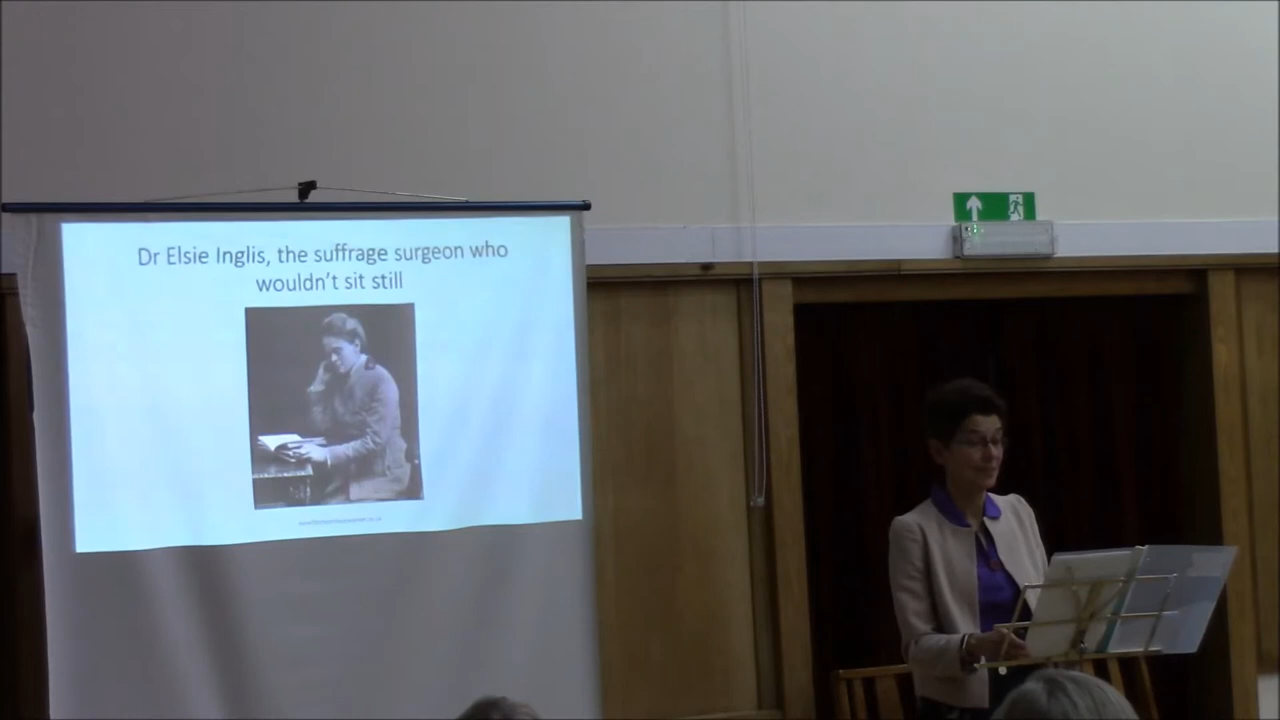 Dr Elsie Inglis, the suffrage surgeon who
wouldn't sit still